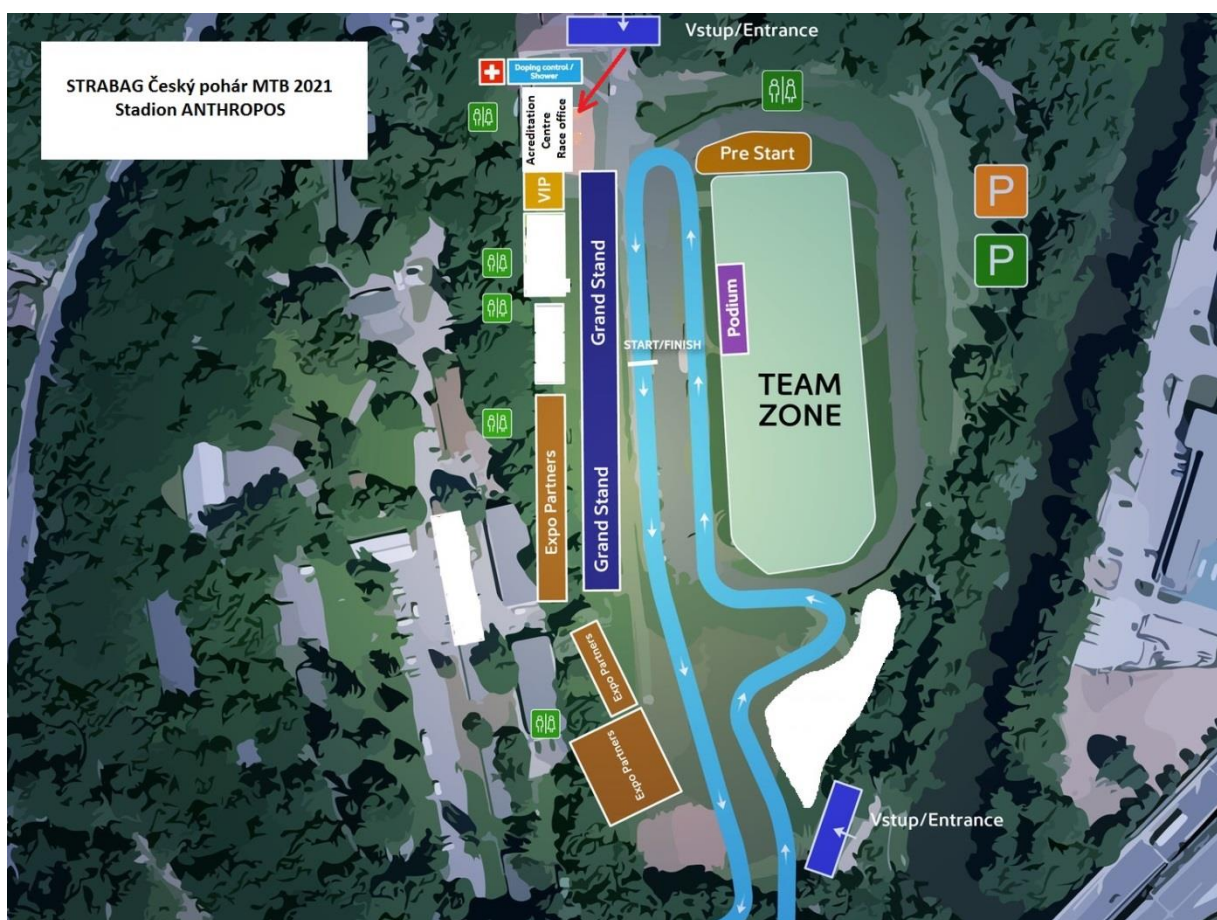 STRABAG Český pohár MTB 2021
Stadion ANTHROPOS
Vstup/Entrance
Doping control /
Shower
Acreditation
Centre
Race office
VIP
Pre Start
P
P
Grand Stand
Podium
START/FINISH
TEAM
ZONE
Expo Partners
Grand Stand
Expo Partners
Expo Partners
Vstup/Entrance